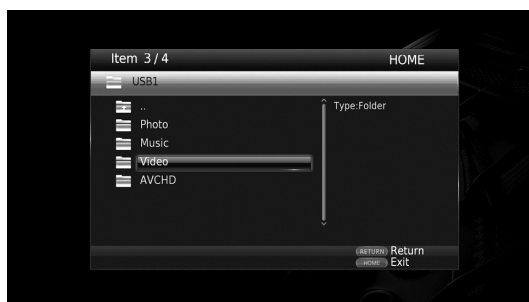 Item 3/4 HOME
USB1
..
Type:Folder
Photo
Music
Video
AVCHD
RETURN Return
HOME Exit